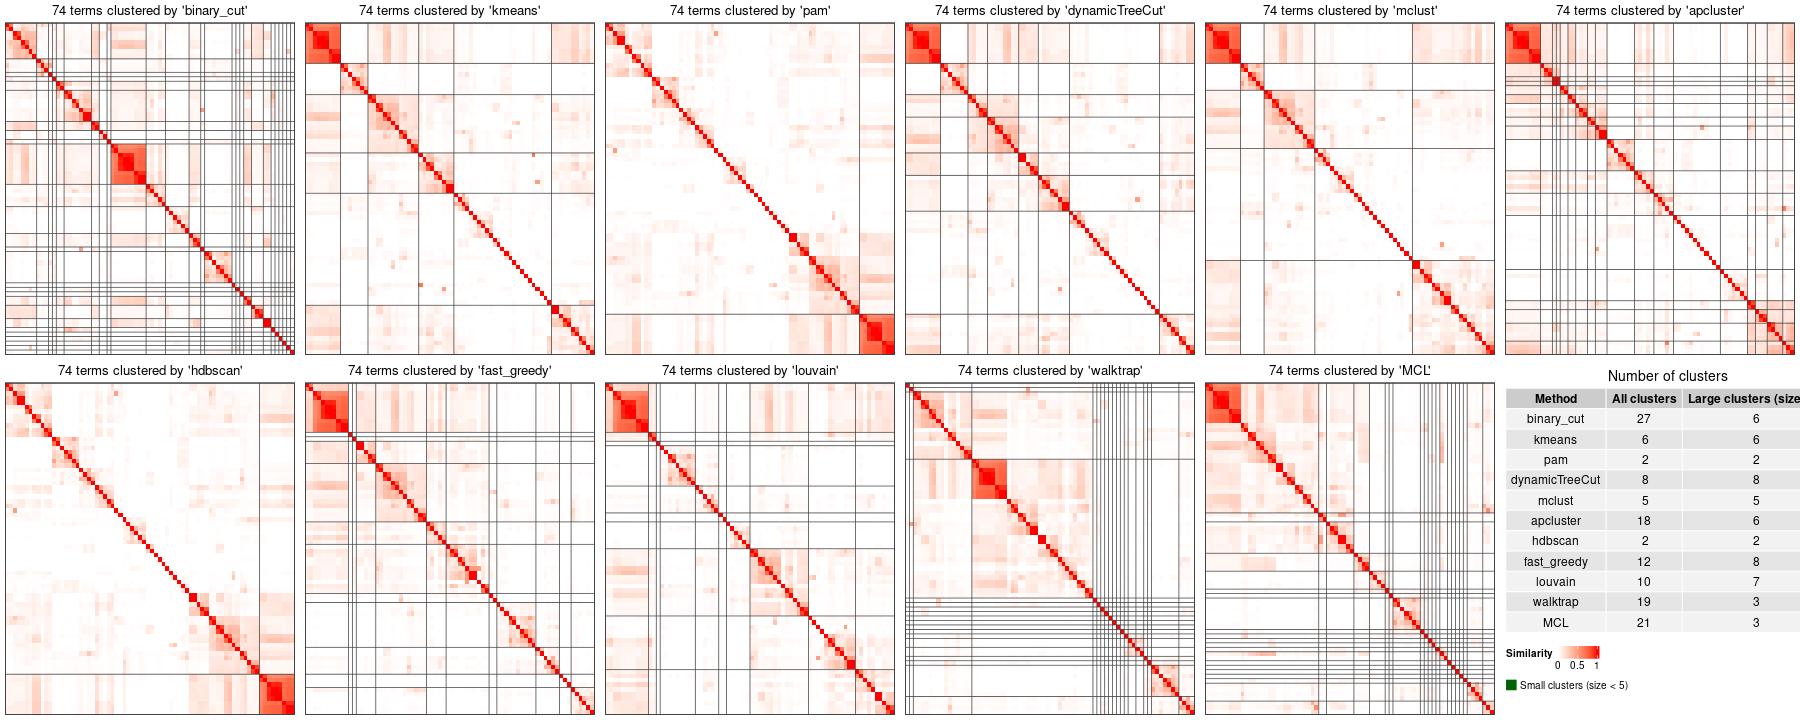 74 terms clustered by 'binary_cut'
74 terms clustered by 'kmeans'
74 terms clustered by 'pam'
74 terms clustered by 'dynamicTreeCut'
74 terms clustered by 'mclust'
74 terms clustered by 'apcluster'
74 terms clustered by 'hdbscan'
74 terms clustered by 'fast_greedy'
74 terms clustered by 'louvain'
74 terms clustered by 'walktrap'
74 terms clustered by 'MCL'
Number of clusters
Method All clusters Large clusters (size
binary_cut 27 6
kmeans 6 6
pam 2 2
dynamicTreeCut 8 8
mclust 5 5
apcluster 18 6
hdbscan 2 2
fast_greedy 12 8
louvain 10 7
walktrap 19 3
MCL 21 3
Similarity
0 0.5 1
Small clusters (size < 5)